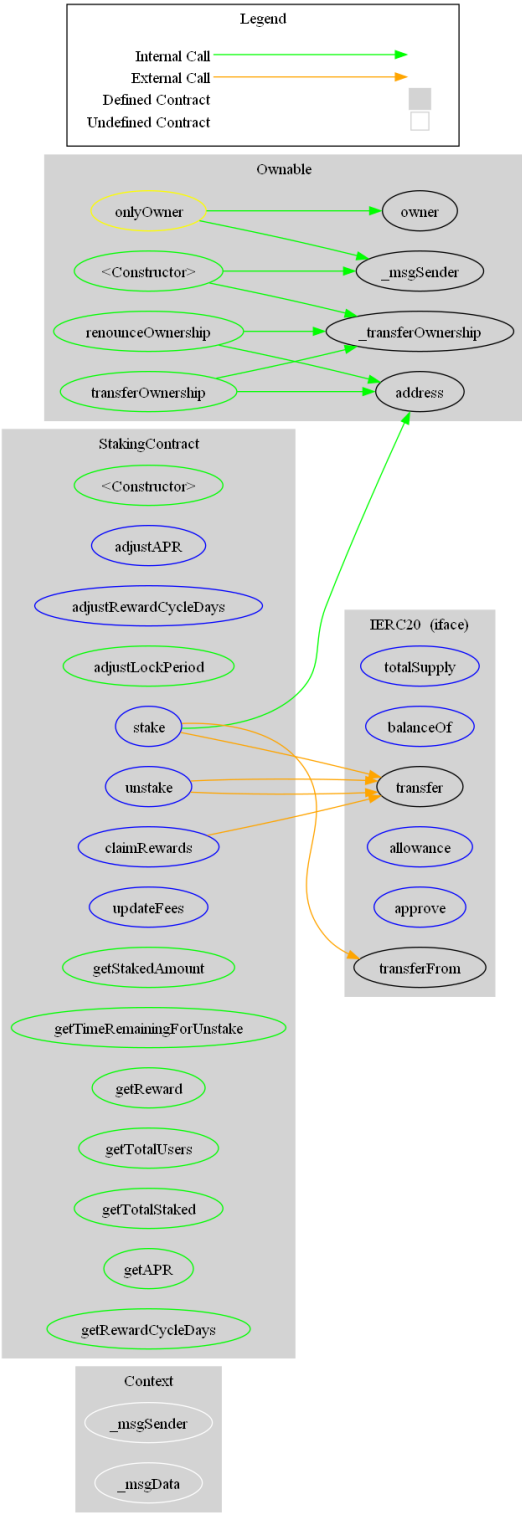 Legend
Internal Call
External Call
Defined Contract
Undefined Contract
Ownable
onlyOwner
owner
<Constructor>
_msgSender
renounceOwnership
_transferOwnership
transferOwnership
address
StakingContract
<Constructor>
adjustAPR
adjustRewardCycleDays
adjustLockPeriod
stake
unstake
claimRewards
updateFees
getStakedAmount
getTimeRemainingForUnstake
getReward
getTotalUsers
getTotalStaked
getAPR
getRewardCycleDays
IERC20 (iface)
totalSupply
balanceOf
transfer
allowance
approve
transferFrom
Context
_msgSender
_msgData